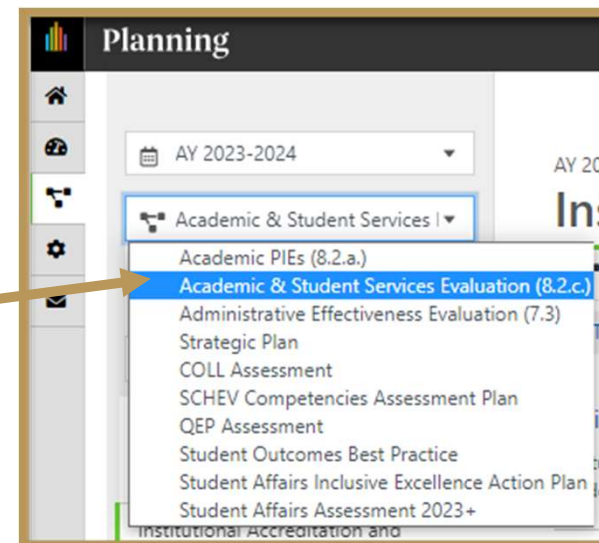 Planning
AY 2023-2024
AY 20
Academic & Student Services
Ins
Academic PIEs (8.2.a.)
Academic & Student Services Evaluation (8.2.c.)
Administrative Effectiveness Evaluation (7.3)
Strategic Plan
COLL Assessment
SCHEV Competencies Assessment Plan
QEP Assessment
Student Outcomes Best Practice
Student Affairs Inclusive Excellence Action Plan
Student Affairs Assessment 2023+
Institutional Accreditation and